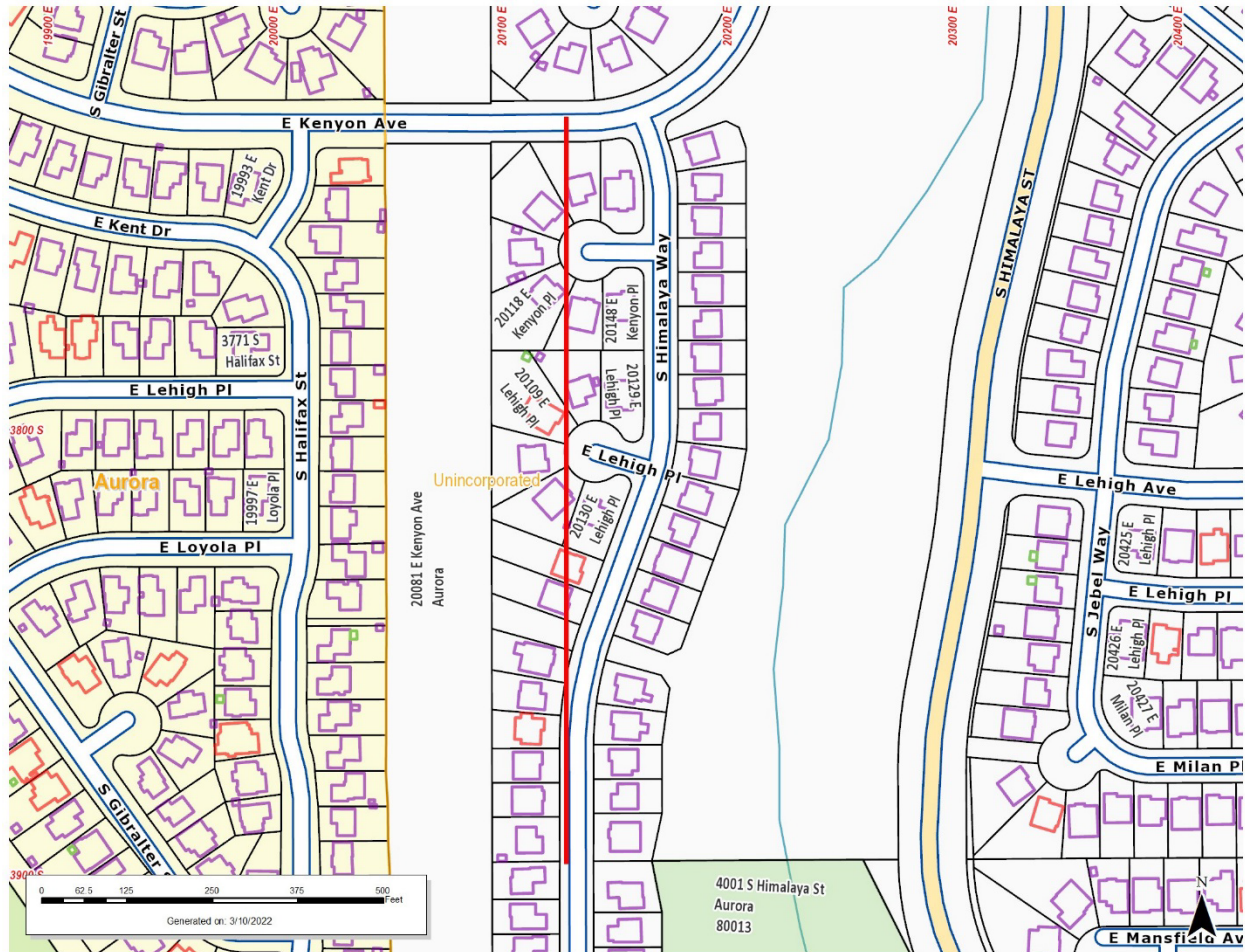 19900 E
20000 E
20100 E
20200 E
20300 E
20400 E
S Gibralter St
E Kenyon Ave
19993 E
Kent Dr
E Kent Dr
S Himalaya Way
S HIMALAYA ST
20118 E
Kenyon Pl
20148 E
Kenyon Pl
3771 S
Halifax St
E Lehigh Pl
S Halifax St
20109 E
Lehigh Pl
20129 E
Lehigh Pl
3800 S
Aurora
Unincorporated
E Lehigh Pl
E Lehigh Ave
19997 E
Loyola Pl
20130 E
Lehigh Pl
20425 E
Lehigh Pl
E Loyola Pl
20081 E Kenyon Ave
Aurora
S Jebel Way
E Lehigh Pl
20426 E
Lehigh Pl
20427 E
Milan Pl
E Milan Pl
S Gibralter S
3900 S
4001 S Himalaya St
Aurora
80013
0 62.5 125 250 375 500
Feet
Generated on: 3/10/2022
N
E Mansfield Av